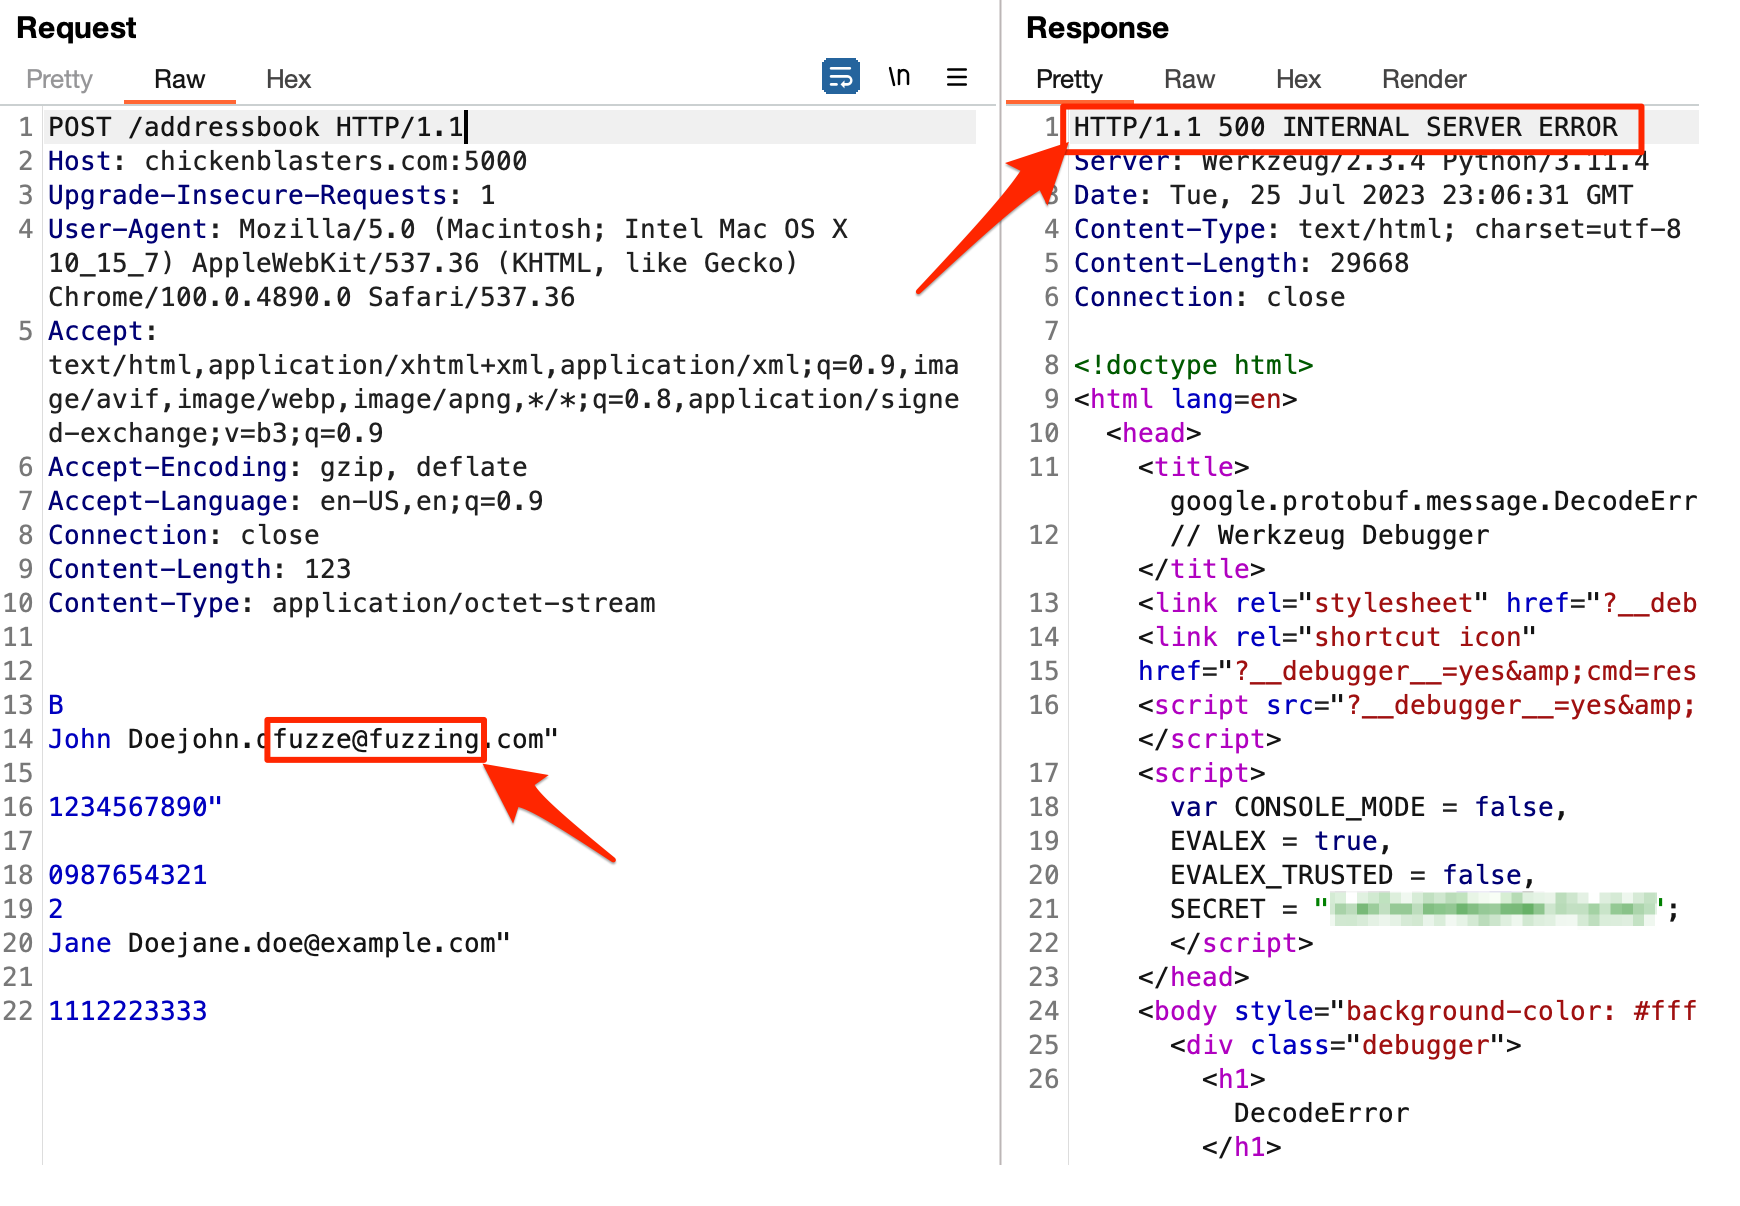 Request
Pretty Raw Hex \n
1 POST /addressbook HTTP/1.1
2 Host: chickenblasters.com:5000
3 Upgrade-Insecure-Requests: 1
4 User-Agent: Mozilla/5.0 (Macintosh; Intel Mac OS X
10_15_7) AppleWebKit/537.36 (KHTML, like Gecko)
Chrome/100.0.4890.0 Safari/537.36
5 Accept:
text/html,application/xhtml+xml,application/xml;q=0.9,ima
ge/avif,image/webp,image/apng,*/*;q=0.8,application/signe
d-exchange;v=b3;q=0.9
6 Accept-Encoding: gzip, deflate
7 Accept-Language: en-US,en;q=0.9
8 Connection: close
9 Content-Length: 123
10 Content-Type: application/octet-stream
11
12
13 B
14 John Doejohn.dfuzze@fuzzing.com"
15
16 1234567890"
17
18 0987654321
19 2
20 Jane Doejane.doe@example.com"
21
22 1112223333
Response
Pretty Raw Hex Render
1 HTTP/1.1 500 INTERNAL SERVER ERROR
Server: Werkzeug/2.3.4 Python/3.11.4
3 Date: Tue, 25 Jul 2023 23:06:31 GMT
4 Content-Type: text/html; charset=utf-8
5 Content-Length: 29668
6 Connection: close
7
8 <!doctype html>
9 <html lang=en>
10 <head>
11 <title>
google.protobuf.message.DecodeErr
12 // Werkzeug Debugger
</title>
13 <link rel="stylesheet" href="?__deb
14 <link rel="shortcut icon"
15 href="?__debugger__=yes&amp;cmd=res
16 <script src="?__debugger__=yes&amp;
</script>
17 <script>
18 var CONSOLE_MODE = false,
19 EVALEX = true,
20 EVALEX_TRUSTED = false,
21 SECRET = "";
22 </script>
23 </head>
24 <body style="background-color: #fff
25 <div class="debugger">
26 <h1>
DecodeError
</h1>